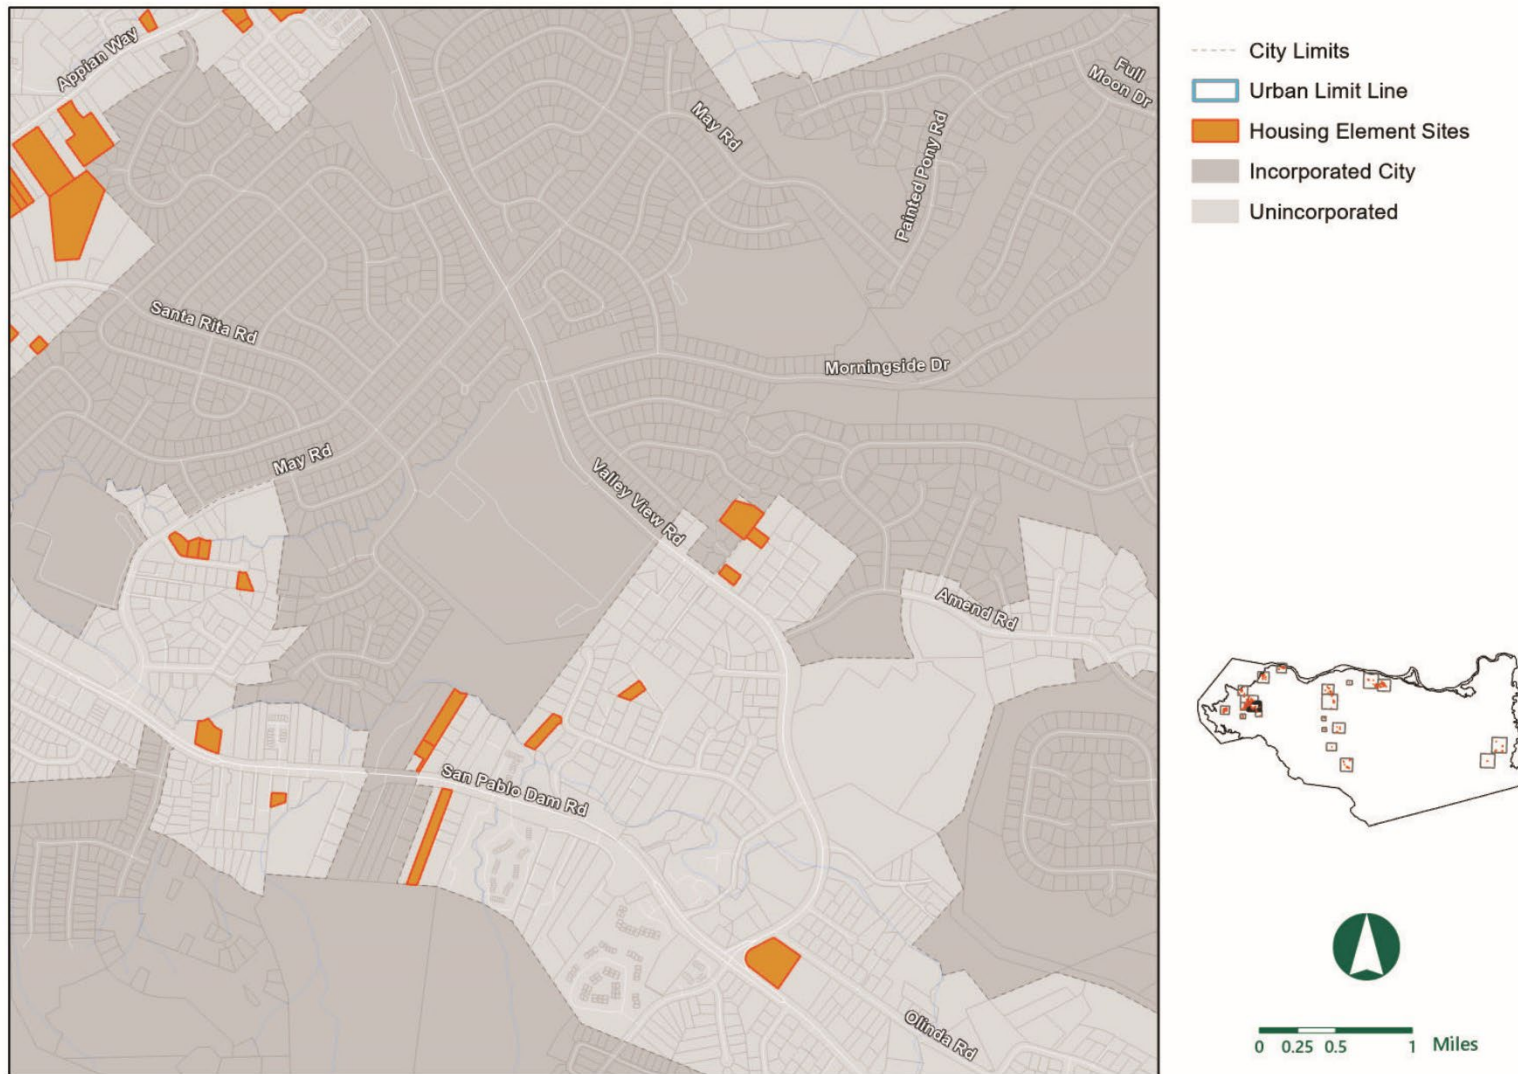 Appian Way
May Rd
Full
Moon Dr
Painted Pony Rd
Santa Rita Rd
Morningside Dr
May Rd
Valley View Rd
Amend Rd
San Pablo Dam Rd
Olinda Rd
City Limits
Urban Limit Line
Housing Element Sites
Incorporated City
Unincorporated
0 0.25 0.5 1 Miles